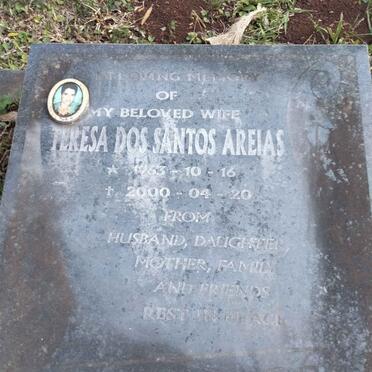 IN LOVING MEMORY
OF
MY BELOVED WIFE
TERESA DOS SANTOS AREIAS
★ 1963 - 10 - 16
† 2000 - 04 - 20
FROM
HUSBAND, DAUGHTER,
MOTHER, FAMILY
AND FRIENDS
REST IN PEACE